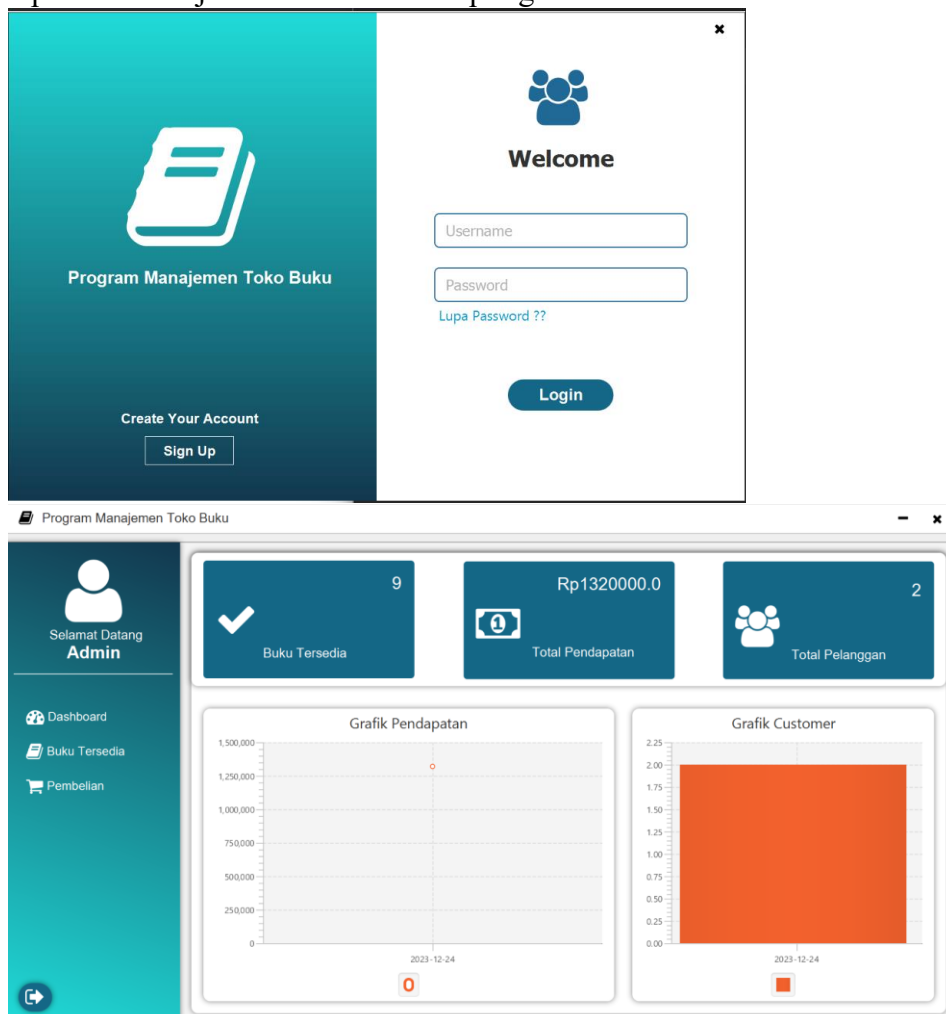 Welcome
Username
Program Manajemen Toko Buku
Password
Lupa Password ??
Login
Create Your Account
Sign Up
Program Manajemen Toko Buku
Selamat Datang
Admin
Dashboard
Buku Tersedia
Pembelian
9
Buku Tersedia
Rp1320000.0
Total Pendapatan
2
Total Pelanggan
Grafik Pendapatan
1,500,000
1,250,000
1,000,000
750,000
500,000
250,000
0
2023-12-24
Grafik Customer
2.25
2.00
1.75
1.50
1.25
1.00
0.75
0.50
0.25
0.00
2023-12-24